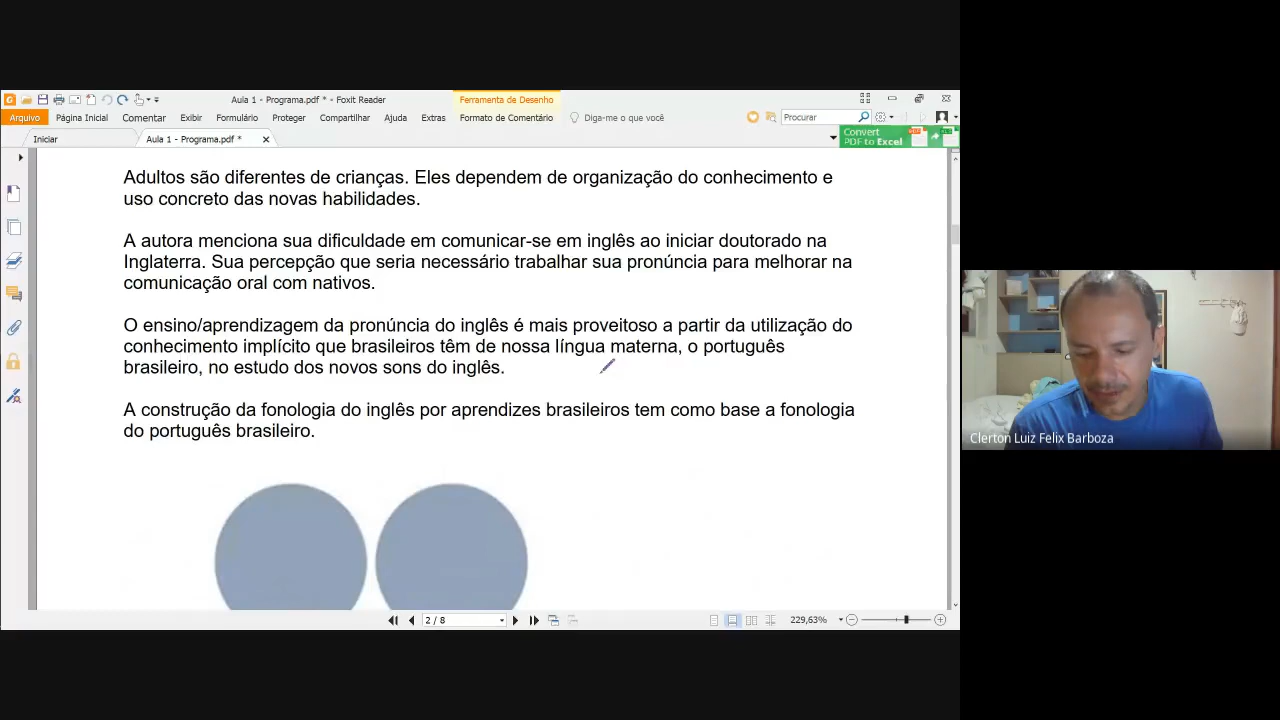 Aula 1 - Programa.pdf * - Foxit Reader
Ferramenta de Desenho
Arquivo
Página Inicial
Comentar
Exibir
Formulário
Proteger
Compartilhar
Ajuda
Extras
Formato de Comentário
Diga-me o que você
Procurar
Iniciar
Aula 1 - Programa.pdf *
Convert
PDF to Excel
Adultos são diferentes de crianças. Eles dependem de organização do conhecimento e
uso concreto das novas habilidades.
A autora menciona sua dificuldade em comunicar-se em inglês ao iniciar doutorado na
Inglaterra. Sua percepção que seria necessário trabalhar sua pronúncia para melhorar na
comunicação oral com nativos.
O ensino/aprendizagem da pronúncia do inglês é mais proveitoso a partir da utilização do
conhecimento implícito que brasileiros têm de nossa língua materna, o português
brasileiro, no estudo dos novos sons do inglês.
A construção da fonologia do inglês por aprendizes brasileiros tem como base a fonologia
do português brasileiro.
Clerton Luiz Felix Barboza
2 / 8
229,63%